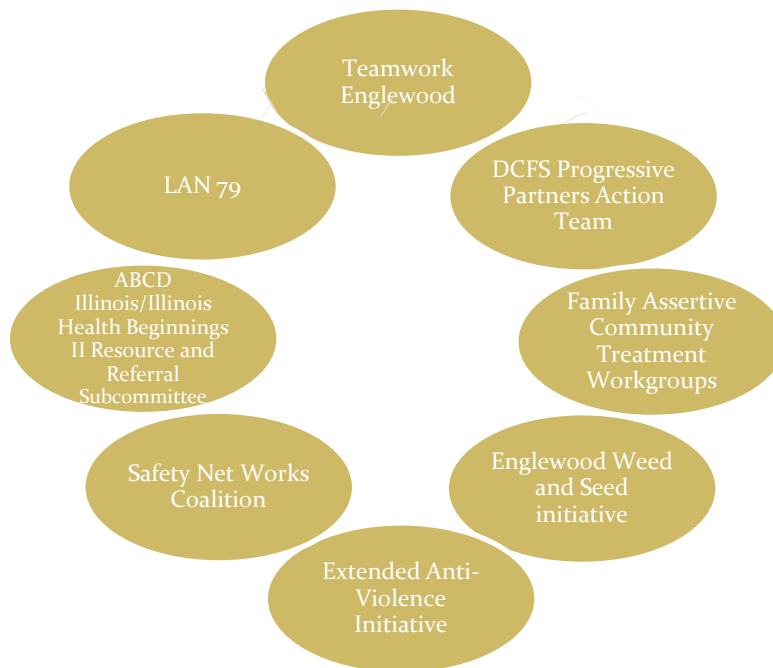 Teamwork
Englewood
DCFS Progressive
Partners Action
Team
Family Assertive
Community
Treatment
Workgroups
Englewood Weed
and Seed
initiative
Extended Anti-
Violence
Initiative
Safety Net Works
Coalition
ABCD
Illinois/Illinois
Health Beginnings
II Resource and
Referral
Subcommittee
LAN 79